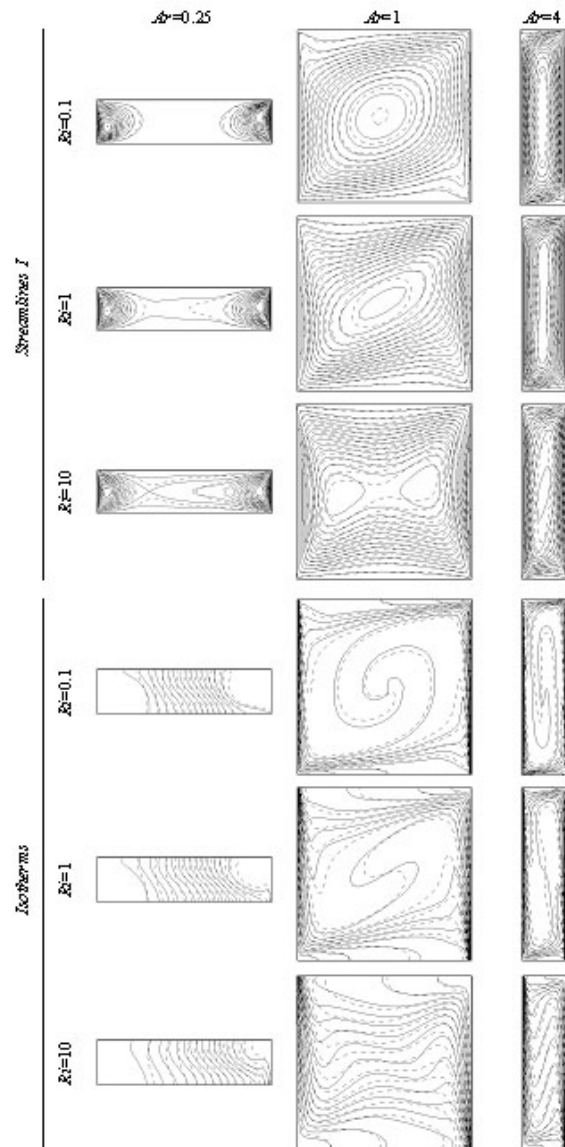 Ar=0.25 Ar=1 Ar=4
Streamlines I
Ri=0.1
Ri=1
Ri=10
Isotherms
Ri=0.1
Ri=1
Ri=10